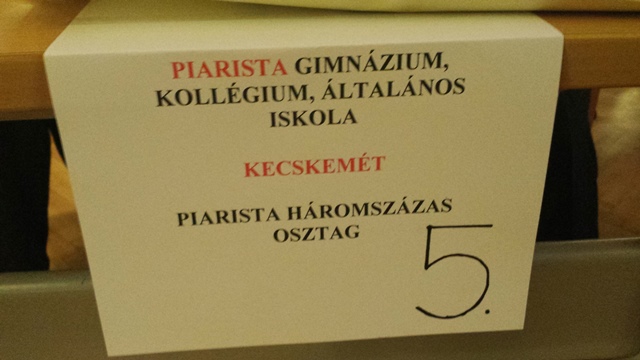 PIARISTA GIMNÁZIUM,
KOLLÉGIUM, ÁLTALÁNOS
ISKOLA
KECSKEMÉT
PIARISTA HÁROMSZÁZAS
OSZTAG
5.